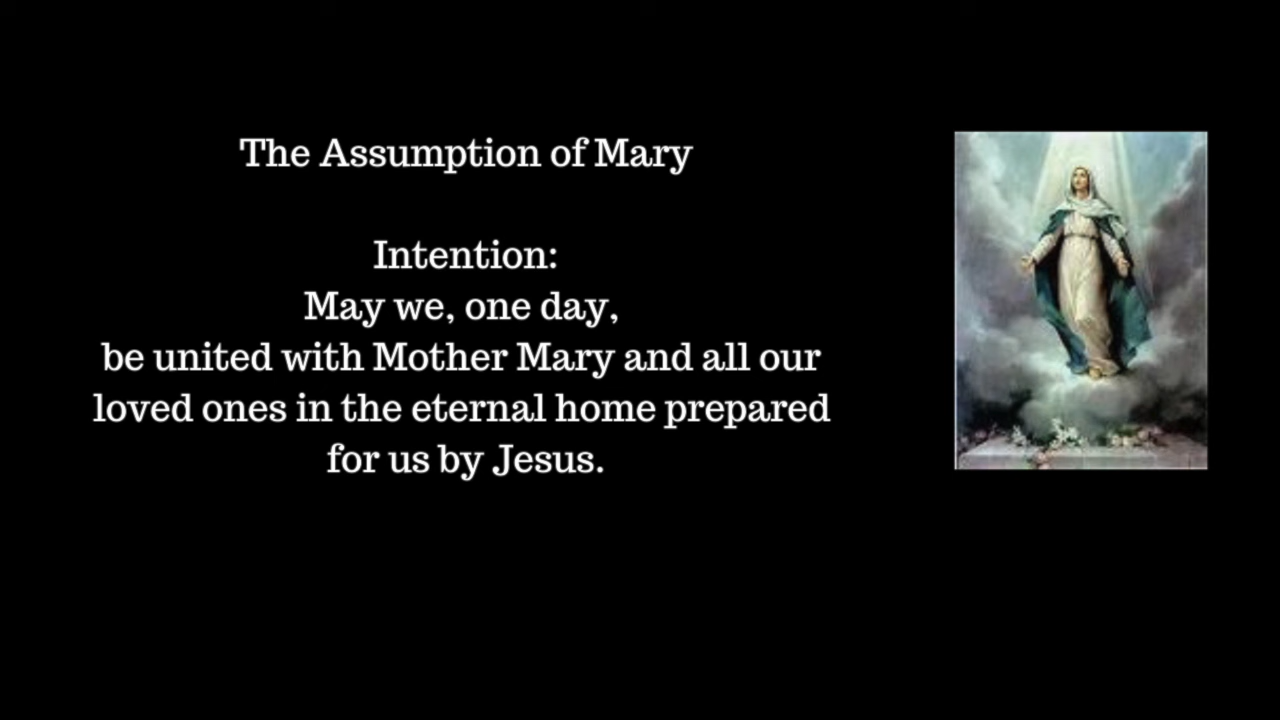 The Assumption of Mary
Intention:
May we, one day,
be united with Mother Mary and all our
loved ones in the eternal home prepared
for us by Jesus.